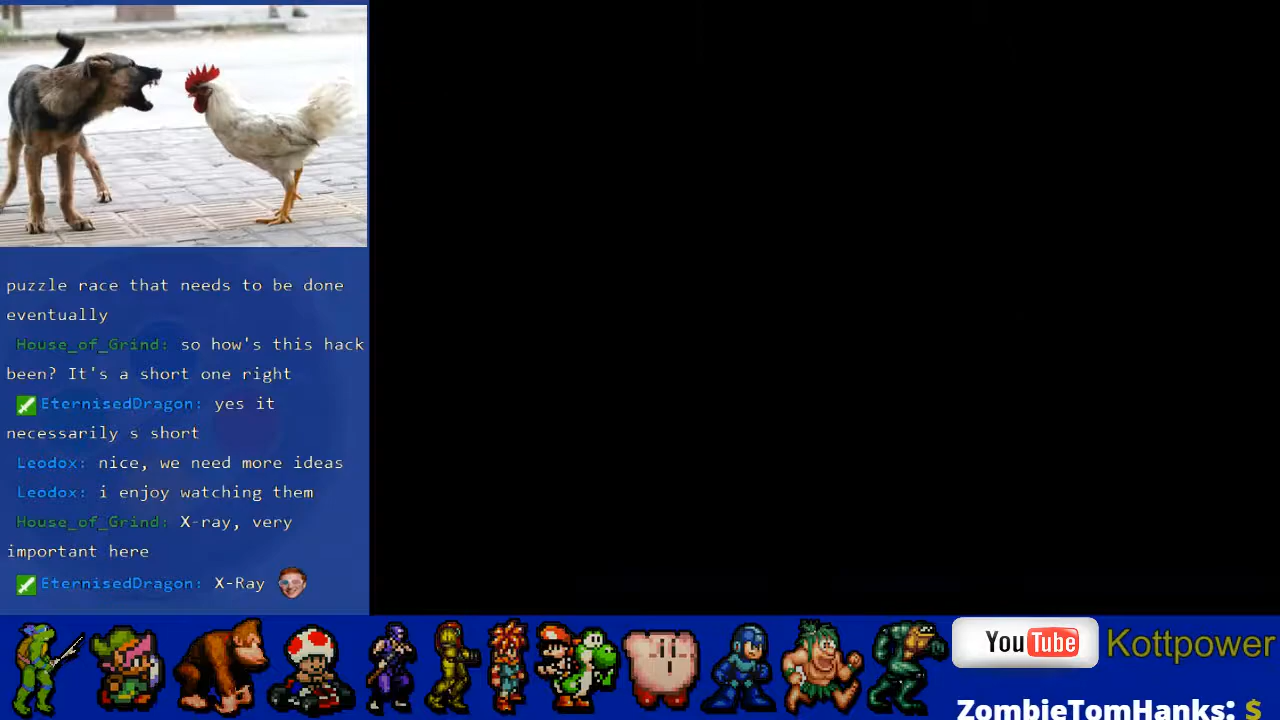 puzzle race that needs to be done
eventually
House_of_Grind: so how's this hack
been? It's a short one right
EternisedDragon: yes it
necessarily s short
Leodox: nice, we need more ideas
Leodox: i enjoy watching them
House_of_Grind: X-ray, very
important here
EternisedDragon: X-Ray
YouTube Kottpower
ZombieTomHanks: $